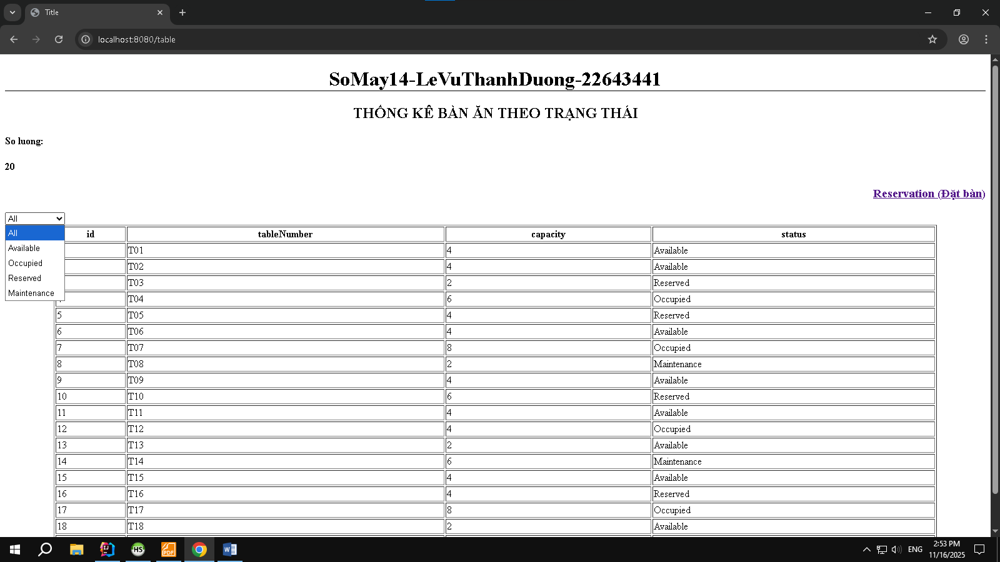 Title
localhost:8080/table
SoMay14-LeVuThanhDuong-22643441
THỐNG KÊ BÀN ĂN THEO TRẠNG THÁI
So luong:
20
Reservation (Đặt bàn)
All
All
Available
Occupied
Reserved
Maintenance
id tableNumber capacity status
T01 4 Available
T02 4 Available
T03 2 Reserved
T04 6 Occupied
5 T05 4 Reserved
6 T06 4 Available
7 T07 8 Occupied
8 T08 2 Maintenance
9 T09 4 Available
10 T10 6 Reserved
11 T11 4 Available
12 T12 4 Occupied
13 T13 2 Available
14 T14 6 Maintenance
15 T15 4 Available
16 T16 4 Reserved
17 T17 8 Occupied
18 T18 2 Available
HS
PDF
ENG
2:53 PM
11/16/2025